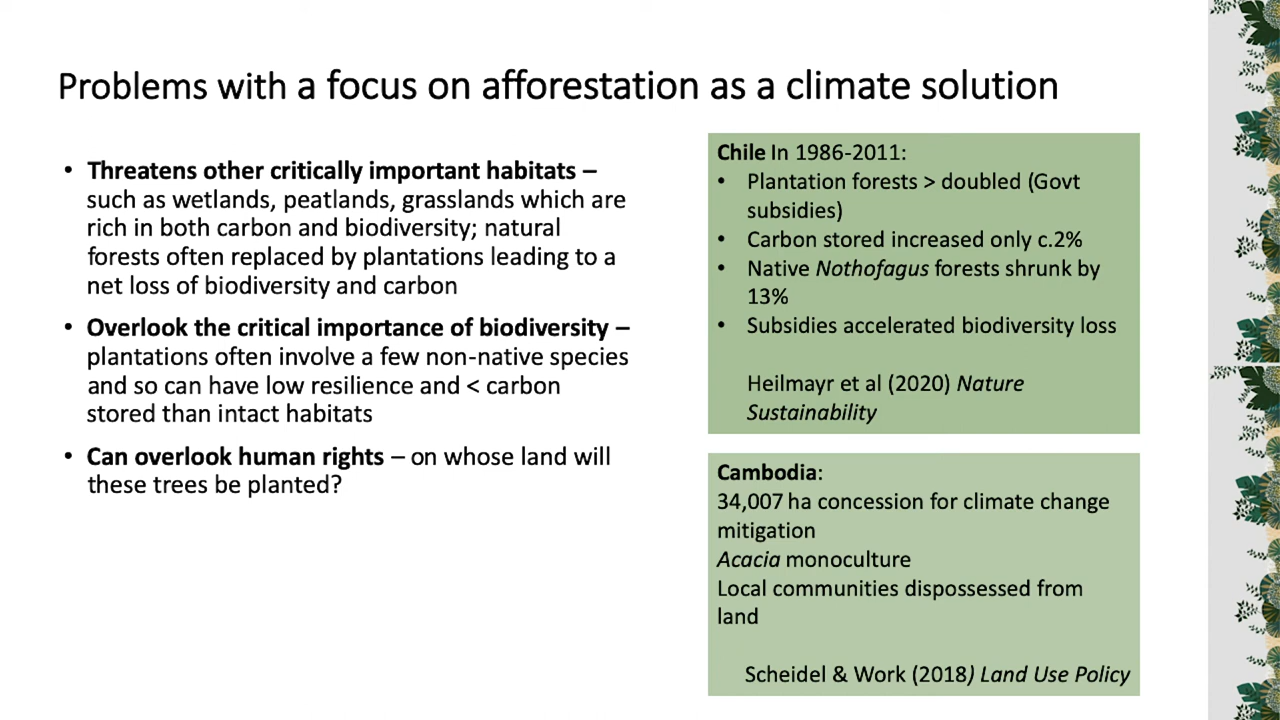 Problems with a focus on afforestation as a climate solution
• Threatens other critically important habitats –
such as wetlands, peatlands, grasslands which are
rich in both carbon and biodiversity; natural
forests often replaced by plantations leading to a
net loss of biodiversity and carbon
• Overlook the critical importance of biodiversity –
plantations often involve a few non-native species
and so can have low resilience and < carbon
stored than intact habitats
• Can overlook human rights – on whose land will
these trees be planted?
Chile In 1986-2011:
• Plantation forests > doubled (Govt
subsidies)
• Carbon stored increased only c.2%
• Native Nothofagus forests shrunk by
13%
• Subsidies accelerated biodiversity loss
Heilmayr et al (2020) Nature
Sustainability
Cambodia:
34,007 ha concession for climate change
mitigation
Acacia monoculture
Local communities dispossessed from
land
Scheidel & Work (2018) Land Use Policy